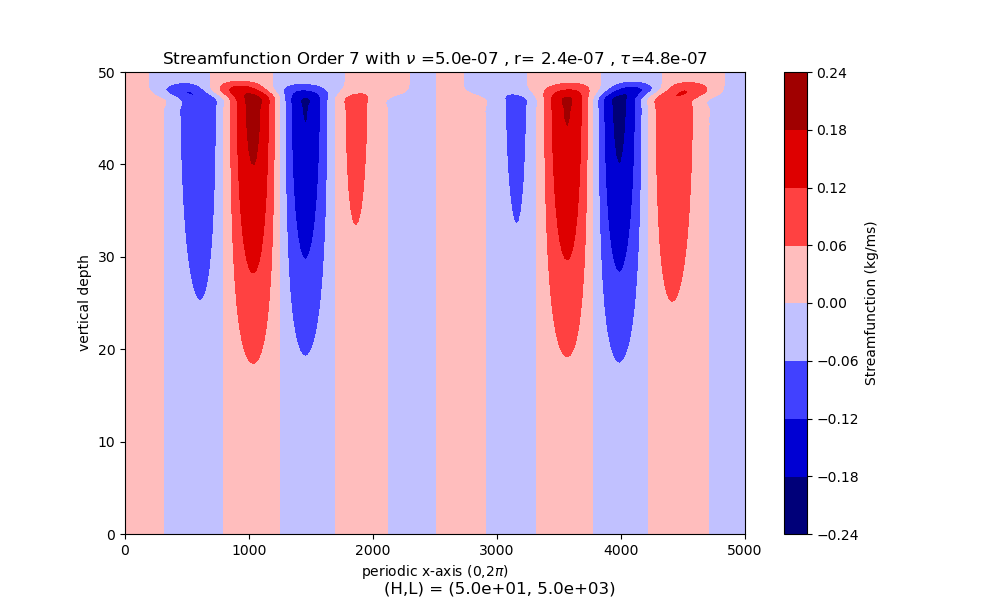 Streamfunction Order 7 with ν =5.0e-07 , r= 2.4e-07 , τ=4.8e-07
50
40
30
20
10
0
vertical depth
0 1000 2000 3000 4000 5000
periodic x-axis (0,2π)
(H,L) = (5.0e+01, 5.0e+03)
0.24
0.18
0.12
0.06
0.00
−0.06
−0.12
−0.18
−0.24
Streamfunction (kg/ms)